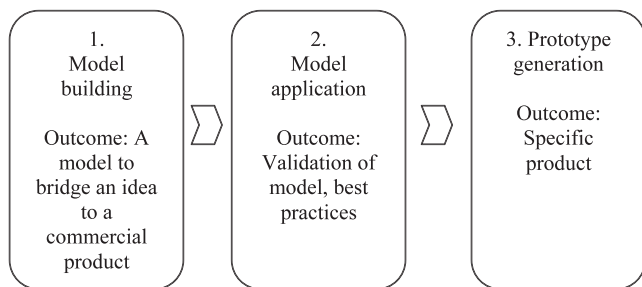 1.
Model
building
Outcome: A
model to
bridge an idea
to a
commercial
product
2.
Model
application
Outcome:
Validation of
model, best
practices
3. Prototype
generation
Outcome:
Specific
product